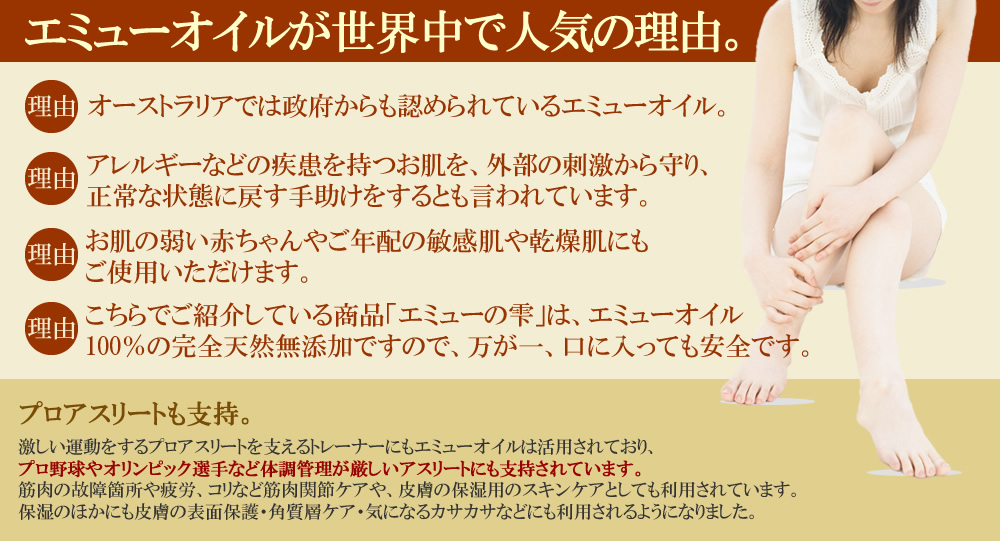 エミューオイルが世界中で人気の理由。
理由 オーストラリアでは政府からも認められているエミューオイル。
理由 アレルギーなどの疾患を持つお肌を、外部の刺激から守り、
正常な状態に戻す手助けをするとも言われています。
理由 お肌の弱い赤ちゃんやご年配の敏感肌や乾燥肌にも
ご使用いただけます。
理由 こちらでご紹介している商品「エミューの雫」は、エミューオイル
100％の完全天然無添加ですので、万が一、口に入っても安全です。
プロアスリートも支持。
激しい運動をするプロアスリートを支えるトレーナーにもエミューオイルは活用されており、
プロ野球やオリンピック選手など体調管理が厳しいアスリートにも支持されています。
筋肉の故障箇所や疲労、コリなど筋肉関節ケアや、皮膚の保湿用のスキンケアとしても利用されています。
保湿のほかにも皮膚の表面保護・角質層ケア・気になるカサカサなどにも利用されるようになりました。